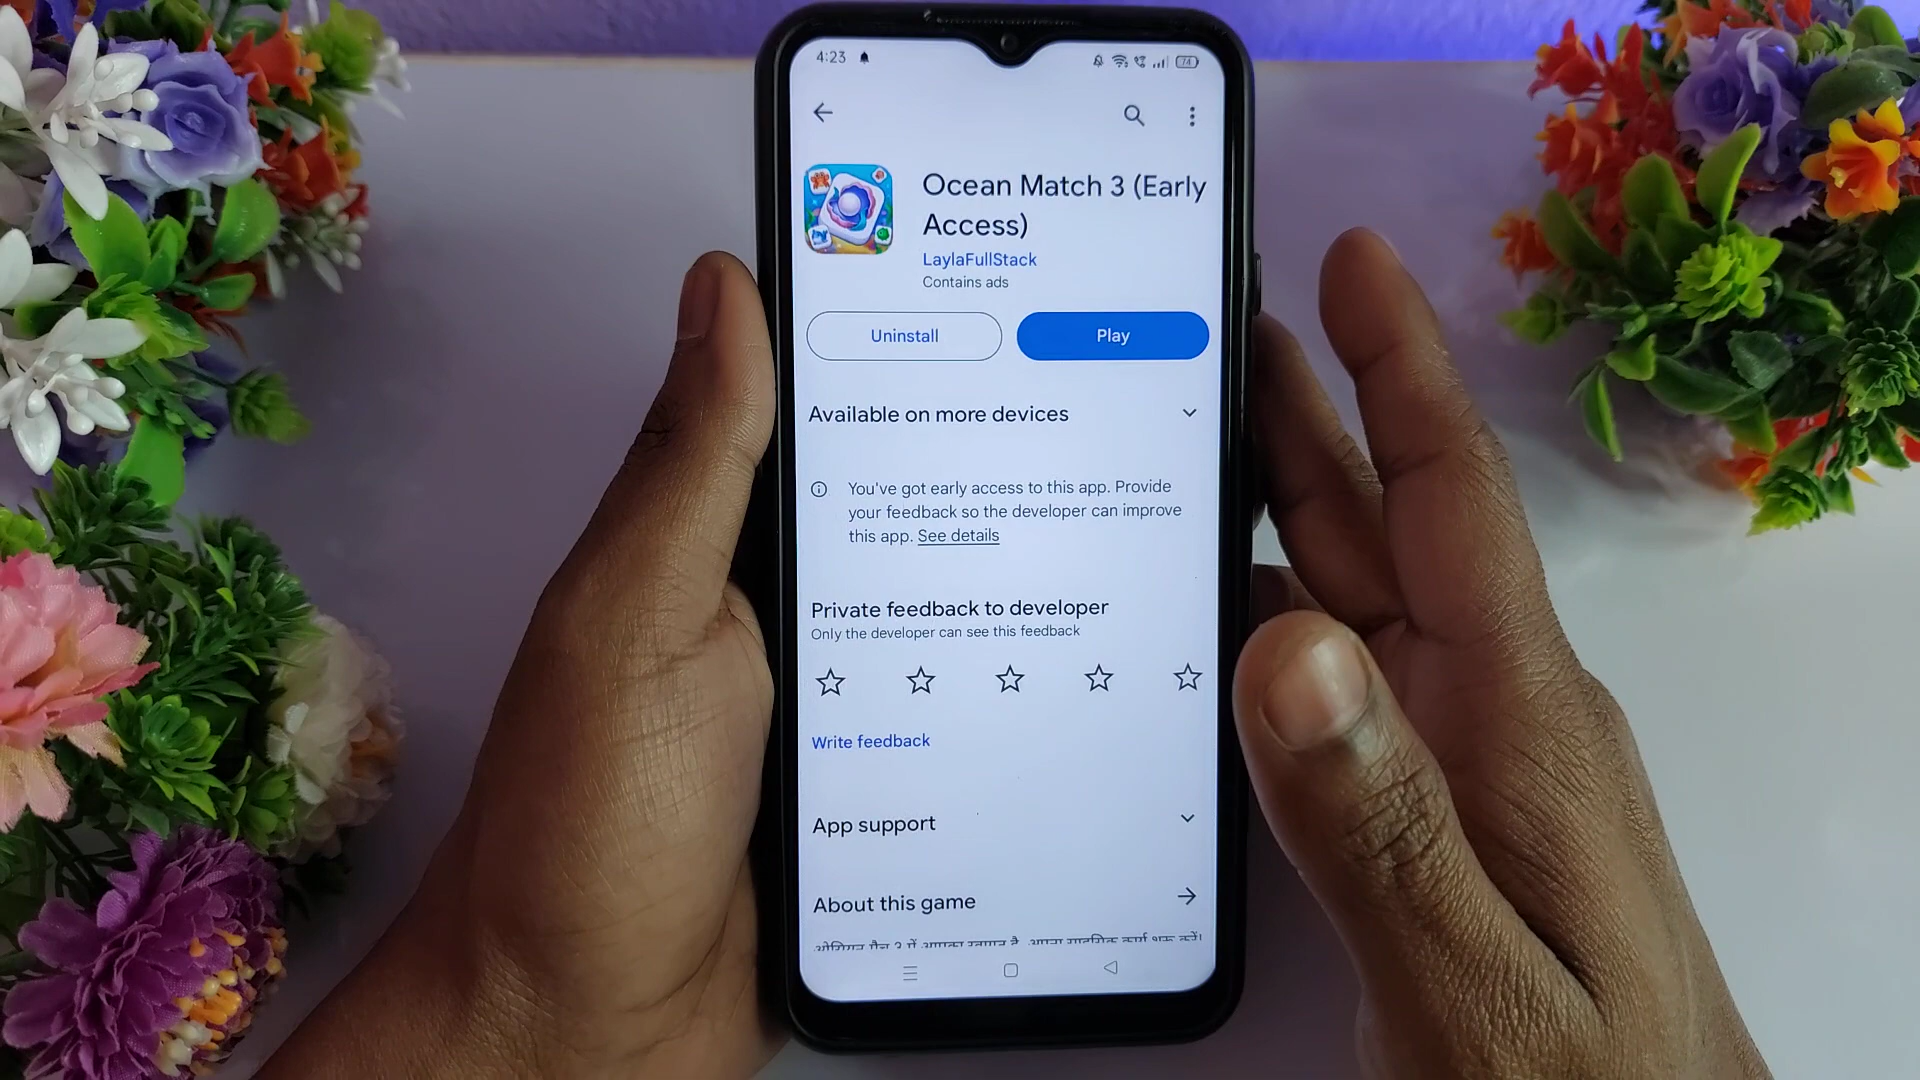 4:23
74
Ocean Match 3 (Early
Access)
LaylaFullStack
Contains ads
Uninstall
Play
Available on more devices
You've got early access to this app. Provide
your feedback so the developer can improve
this app. See details
Private feedback to developer
Only the developer can see this feedback
Write feedback
App support
About this game